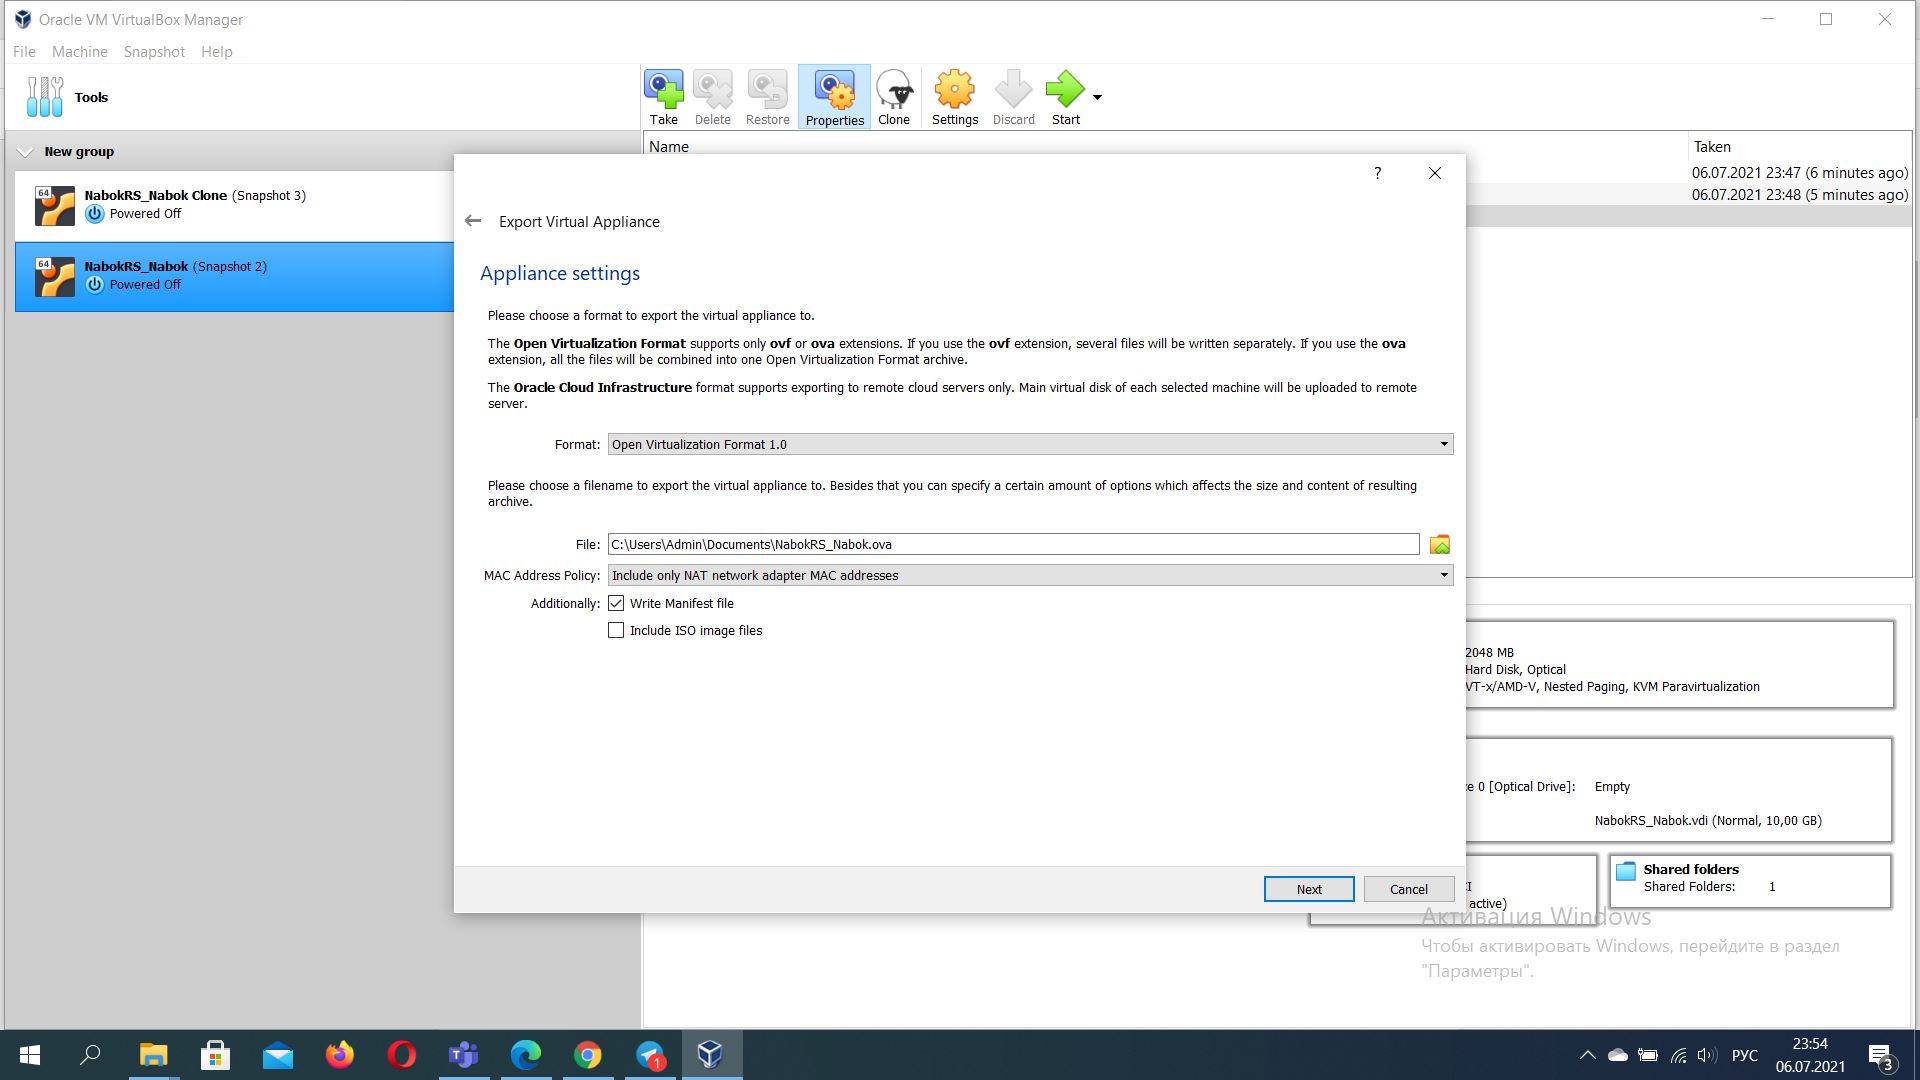 Oracle VM VirtualBox Manager
File Machine Snapshot Help
Tools
Take Delete Restore Properties Clone Settings Discard Start
New group
Name Taken
64
NabokRS_Nabok Clone (Snapshot 3)
Powered Off
64
NabokRS_Nabok (Snapshot 2)
Powered Off
06.07.2021 23:47 (6 minutes ago)
06.07.2021 23:48 (5 minutes ago)
?
Export Virtual Appliance
Appliance settings
Please choose a format to export the virtual appliance to.
The Open Virtualization Format supports only ovf or ova extensions. If you use the ovf extension, several files will be written separately. If you use the ova
extension, all the files will be combined into one Open Virtualization Format archive.
The Oracle Cloud Infrastructure format supports exporting to remote cloud servers only. Main virtual disk of each selected machine will be uploaded to remote
server.
Format: Open Virtualization Format 1.0
Please choose a filename to export the virtual appliance to. Besides that you can specify a certain amount of options which affects the size and content of resulting
archive.
File: C:\Users\Admin\Documents\NabokRS_Nabok.ova
MAC Address Policy: Include only NAT network adapter MAC addresses
Additionally: Write Manifest file
Include ISO image files
Next Cancel
2048 MB
Hard Disk, Optical
VT-x/AMD-V, Nested Paging, KVM Paravirtualization
0 [Optical Drive]: Empty
NabokRS_Nabok.vdi (Normal, 10,00 GB)
active)
Shared folders
Shared Folders: 1
Активация Windows
Чтобы активировать Windows, перейдите в раздел
"Параметры".
1
РУС
23:54
06.07.2021
3